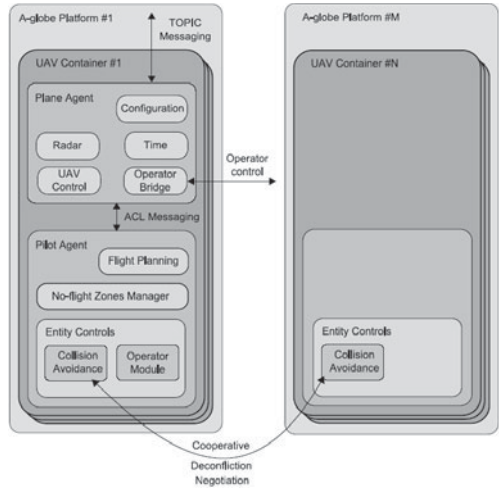 A-globe Platform #1
TOPIC
Messaging
UAV Container #1
Plane Agent
Configuration
Radar
Time
UAV
Control
Operator
Bridge
ACL Messaging
Pilot Agent
Flight Planning
No-flight Zones Manager
Entity Controls
Collision
Avoidance
Operator
Module
Operator
control
A-globe Platform #M
UAV Container #N
Entity Controls
Collision
Avoidance
Cooperative
Deconfliction
Negotiation